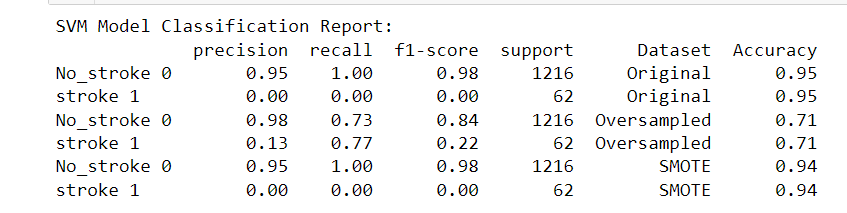 SVM Model Classification Report:
precision recall f1-score support Dataset Accuracy
No_stroke 0 0.95 1.00 0.98 1216 Original 0.95
stroke 1 0.00 0.00 0.00 62 Original 0.95
No_stroke 0 0.98 0.73 0.84 1216 Oversampled 0.71
stroke 1 0.13 0.77 0.22 62 Oversampled 0.71
No_stroke 0 0.95 1.00 0.98 1216 SMOTE 0.94
stroke 1 0.00 0.00 0.00 62 SMOTE 0.94